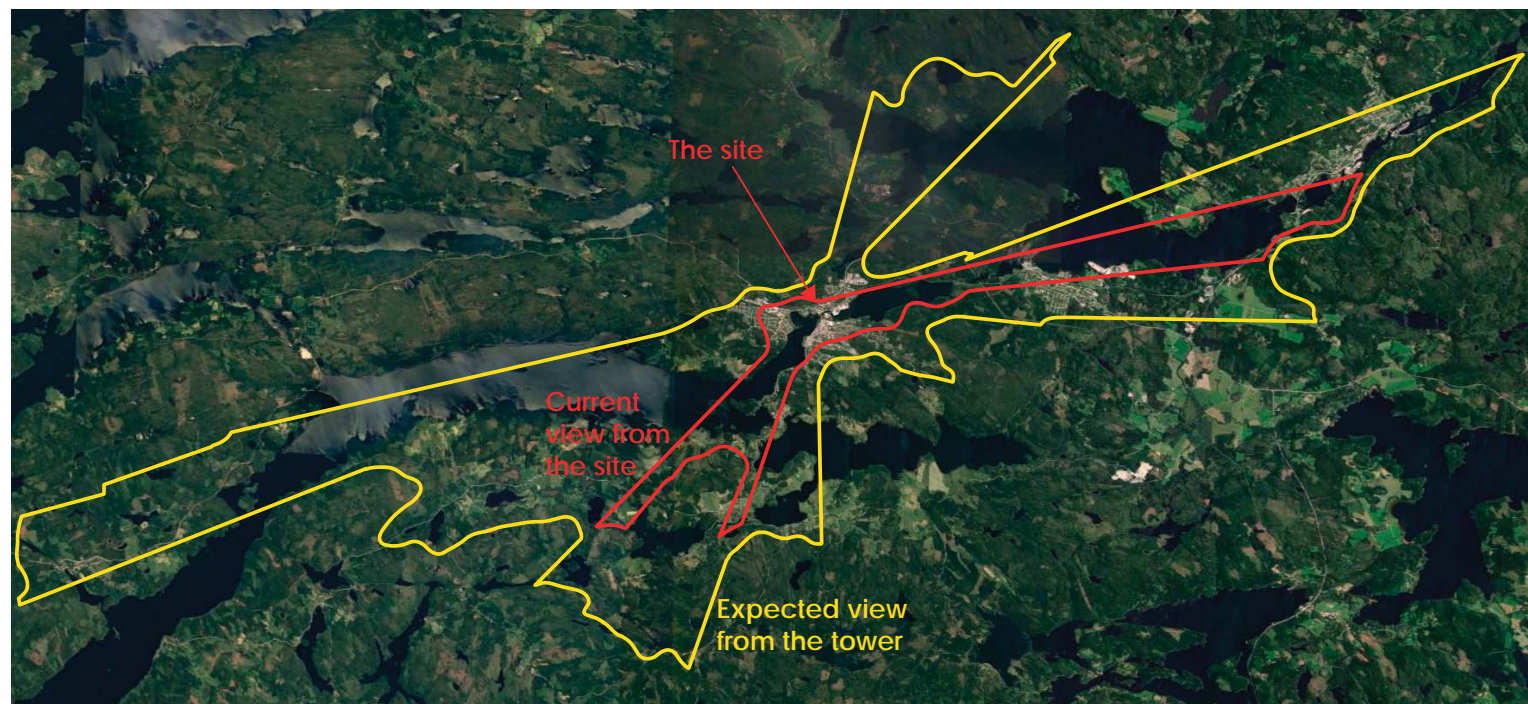 The site
Current
view from
the site
Expected view
from the tower